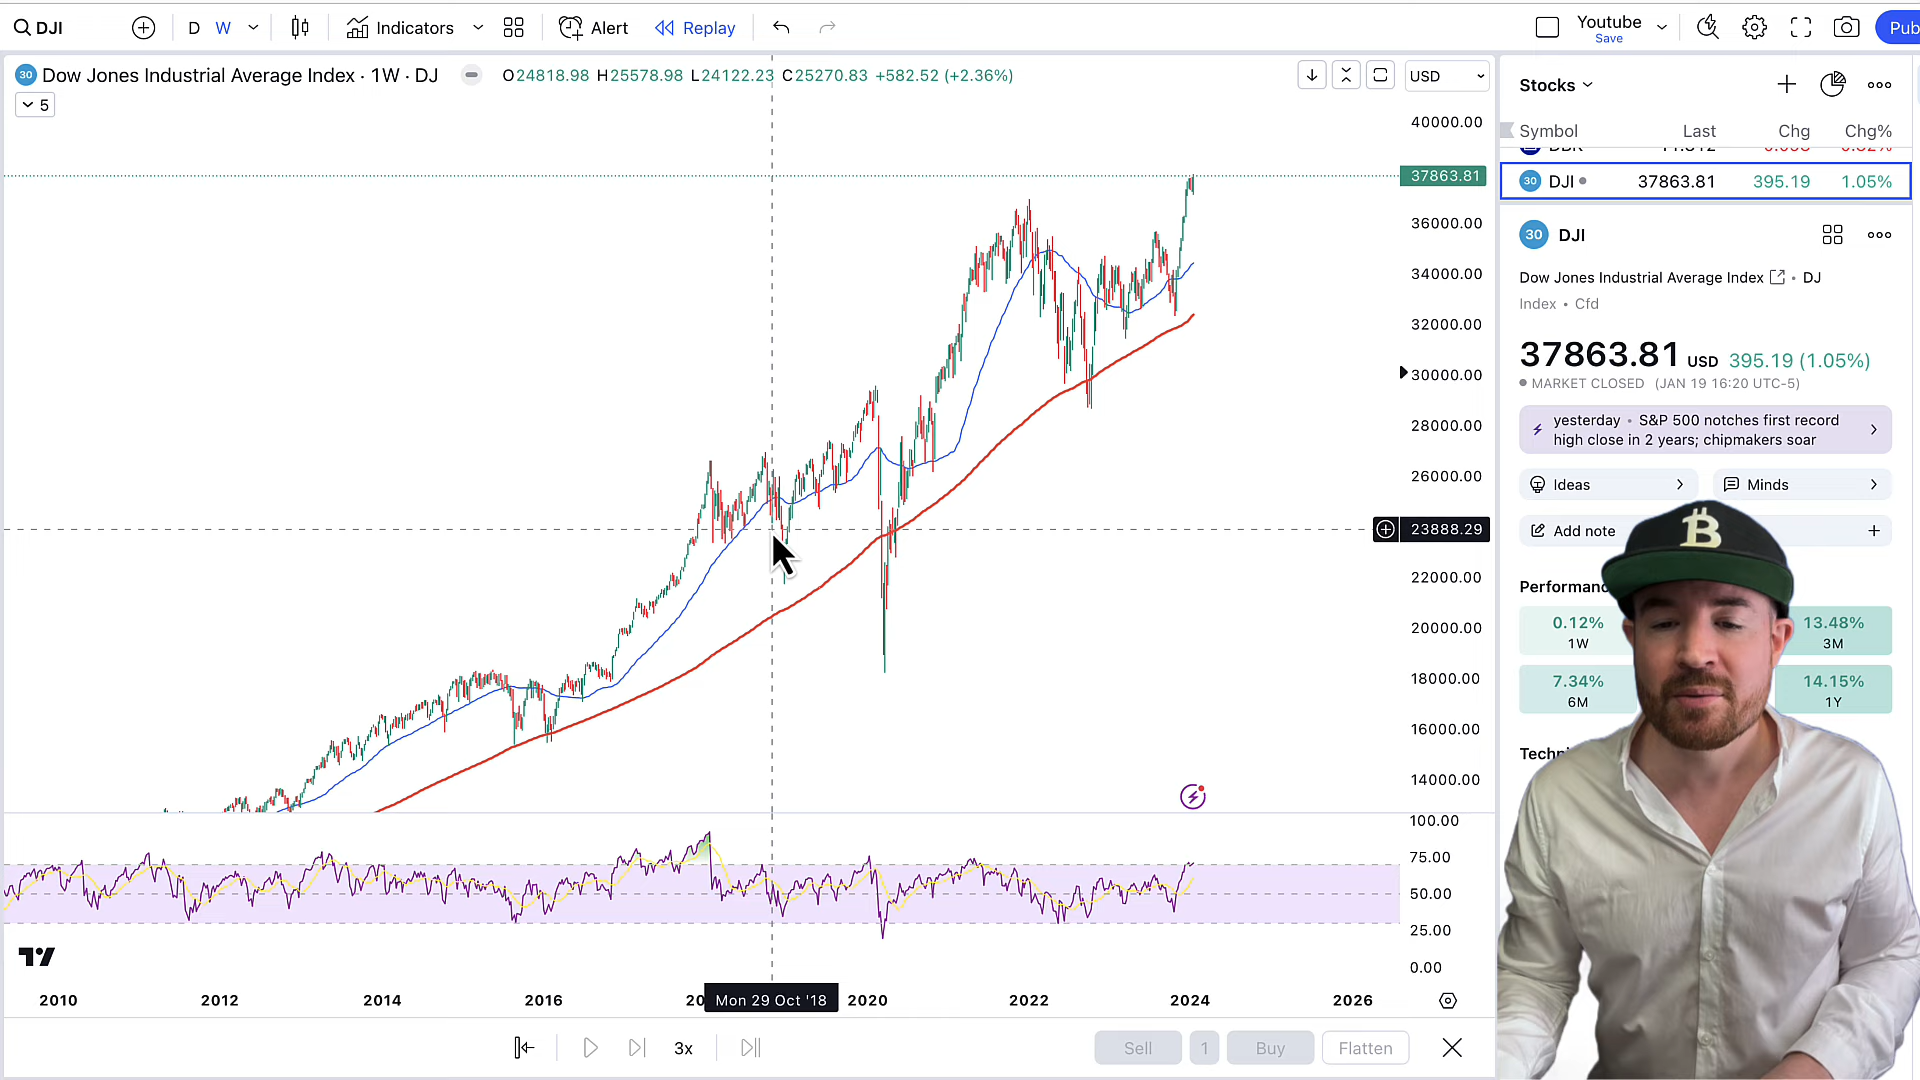 DJI
D W
Indicators
Alert
Replay
Youtube
Save
Pub
30 Dow Jones Industrial Average Index · 1W · DJ
O24818.98 H25578.98 L24122.23 C25270.83 +582.52 (+2.36%)
USD
5
40000.00
37863.81
36000.00
34000.00
32000.00
30000.00
28000.00
26000.00
23888.29
22000.00
20000.00
18000.00
16000.00
14000.00
100.00
75.00
50.00
25.00
0.00
2010 2012 2014 2016 20 Mon 29 Oct '18 2020 2022 2024 2026
3x
Sell 1 Buy Flatten
Stocks
Symbol Last Chg Chg%
30 DJI 37863.81 395.19 1.05%
30 DJI
Dow Jones Industrial Average Index • DJ
Index • Cfd
37863.81 USD 395.19 (1.05%)
MARKET CLOSED (JAN 19 16:20 UTC-5)
yesterday • S&P 500 notches first record
high close in 2 years; chipmakers soar
Ideas
Minds
Add note
Performanc
0.12% 13.48%
1W 3M
7.34% 14.15%
6M 1Y
Techn